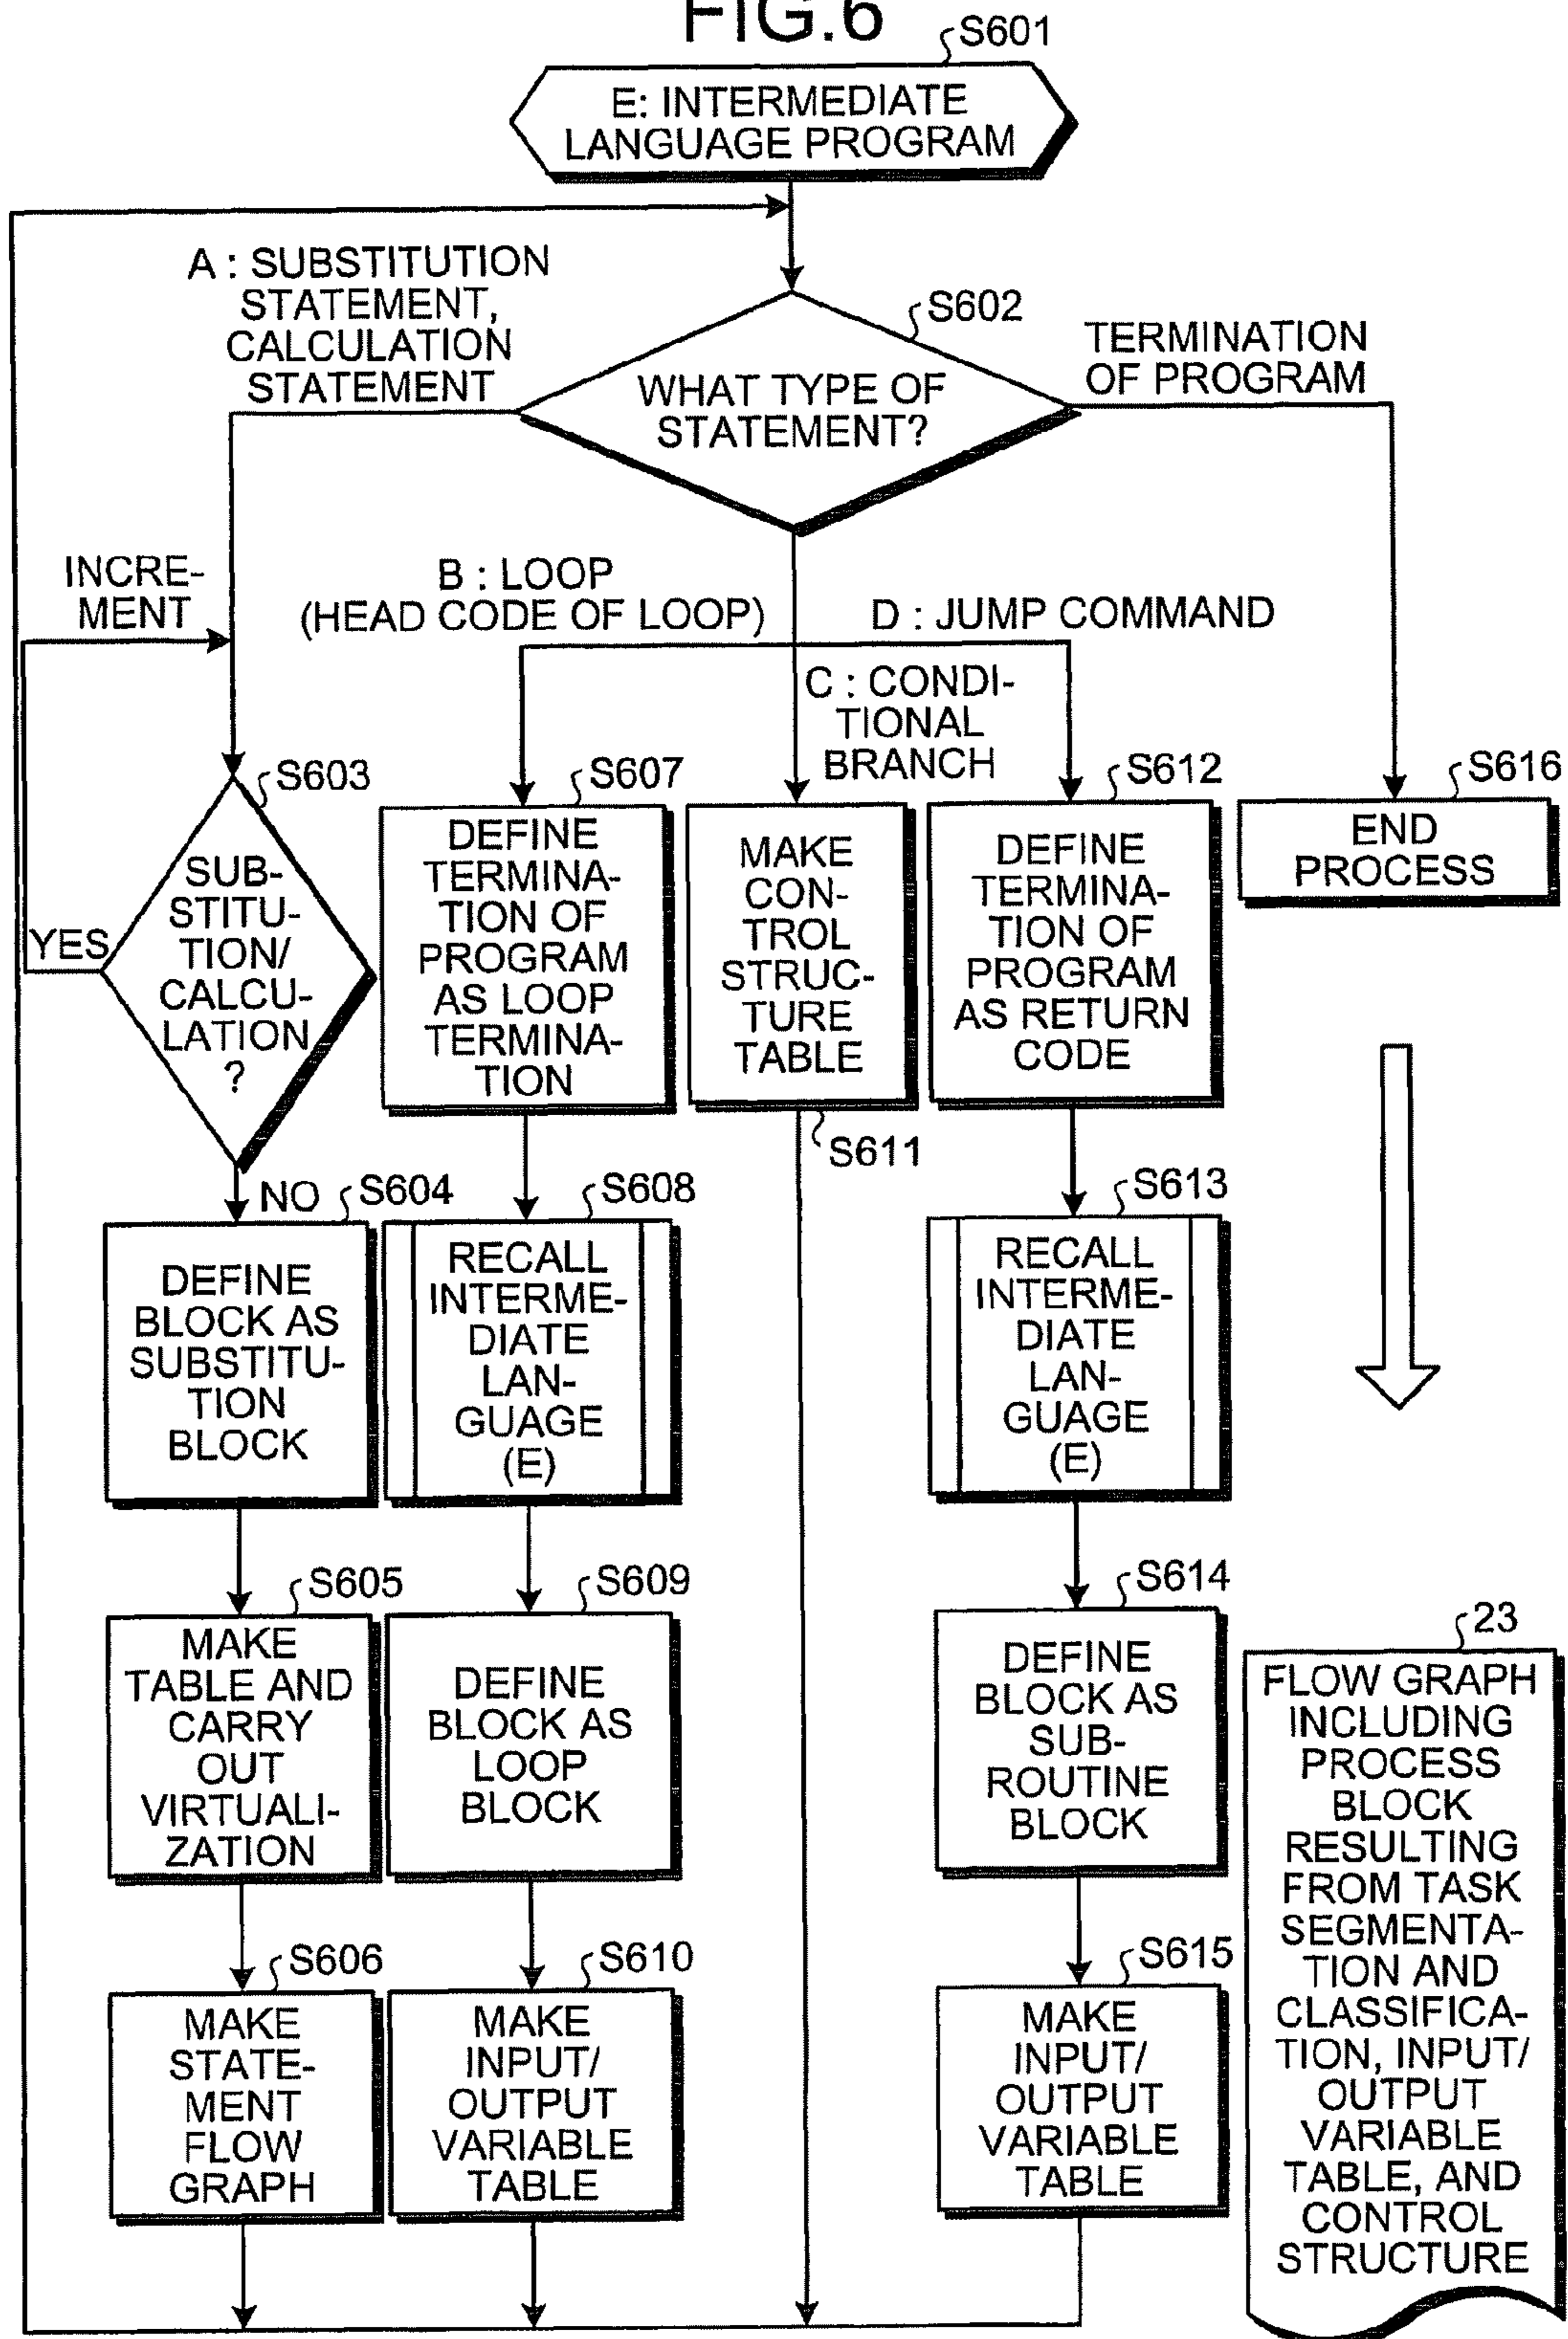 FIG.6
S601
E: INTERMEDIATE
LANGUAGE PROGRAM
A : SUBSTITUTION
STATEMENT,
CALCULATION
STATEMENT
S602
WHAT TYPE OF
STATEMENT?
TERMINATION
OF PROGRAM
INCRE-
MENT
B : LOOP
(HEAD CODE OF LOOP)
D : JUMP COMMAND
C : CONDI-
TIONAL
BRANCH
S603
SUB-
STITU-
TION/
CALCU-
LATION
?
YES
NO
S607
DEFINE
TERMINA-
TION OF
PROGRAM
AS LOOP
TERMINA-
TION
MAKE
CON-
TROL
STRUC-
TURE
TABLE
S611
S612
DEFINE
TERMINA-
TION OF
PROGRAM
AS RETURN
CODE
S616
END
PROCESS
S604
DEFINE
BLOCK AS
SUBSTITU-
TION
BLOCK
S608
RECALL
INTERME-
DIATE
LAN-
GUAGE
(E)
S613
RECALL
INTERME-
DIATE
LAN-
GUAGE
(E)
S605
MAKE
TABLE AND
CARRY
OUT
VIRTUALI-
ZATION
S609
DEFINE
BLOCK AS
LOOP
BLOCK
S614
DEFINE
BLOCK AS
SUB-
ROUTINE
BLOCK
S606
MAKE
STATE-
MENT
FLOW
GRAPH
S610
MAKE
INPUT/
OUTPUT
VARIABLE
TABLE
S615
MAKE
INPUT/
OUTPUT
VARIABLE
TABLE
23
FLOW GRAPH
INCLUDING
PROCESS
BLOCK
RESULTING
FROM TASK
SEGMENTA-
TION AND
CLASSIFICA-
TION, INPUT/
OUTPUT
VARIABLE
TABLE, AND
CONTROL
STRUCTURE